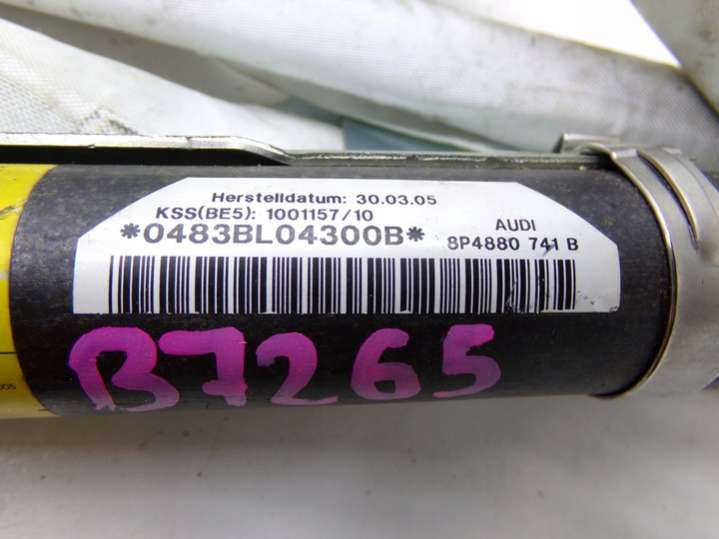 Herstelldatum: 30.03.05
KSS(BE5): 1001157/10
*0483BL04300B*
AUDI
8P4880 741 B
B7265